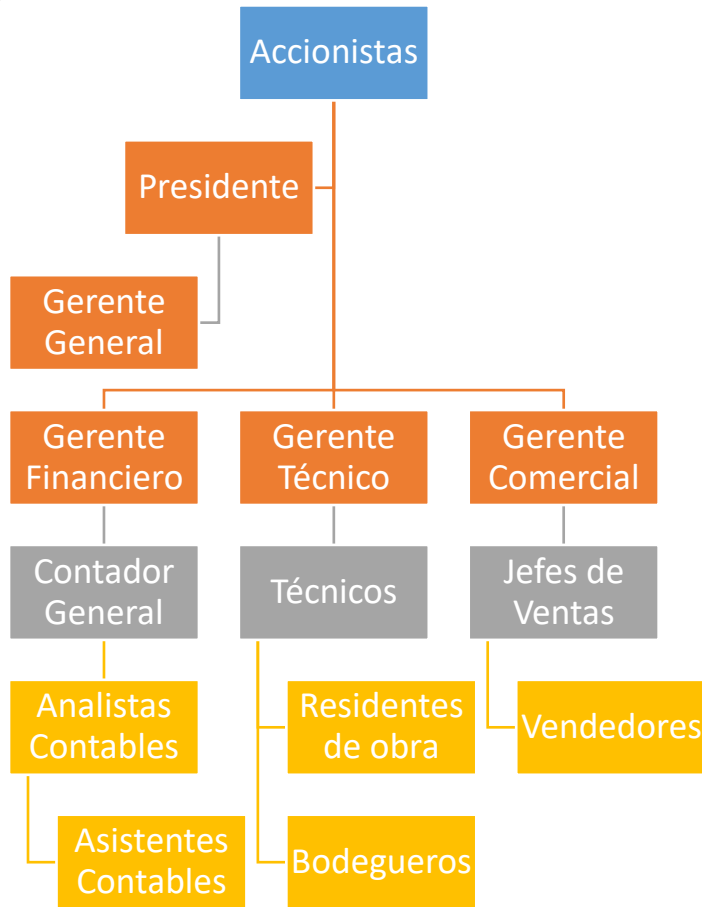 Accionistas
Presidente
Gerente
General
Gerente
Financiero
Gerente
Técnico
Gerente
Comercial
Contador
General
Técnicos
Jefes de
Ventas
Analistas
Contables
Residentes
de obra
Vendedores
Asistentes
Contables
Bodegueros